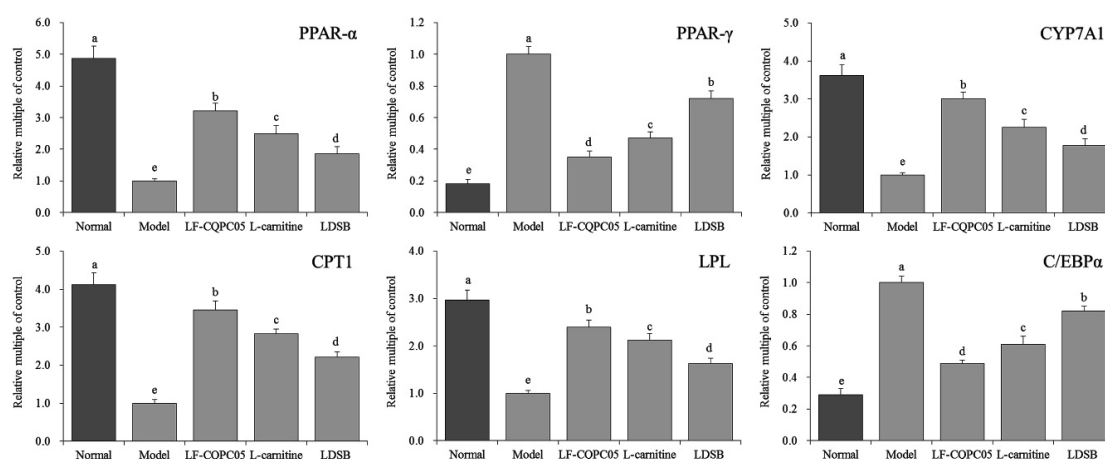 PPAR-α
Relative multiple of control
6.0
5.0
4.0
3.0
2.0
1.0
0.0
a
e
b
c
d
Normal Model LF-CQPC05 L-carnitine LDSB
PPAR-γ
Relative multiple of control
1.2
1.0
0.8
0.6
0.4
0.2
0.0
e
a
d
c
b
Normal Model LF-CQPC05 L-carnitine LDSB
CYP7A1
Relative multiple of control
5.0
4.0
3.0
2.0
1.0
0.0
a
e
b
c
d
Normal Model LF-CQPC05 L-carnitine LDSB
CPT1
Relative multiple of control
5.0
4.0
3.0
2.0
1.0
0.0
a
e
b
c
d
Normal Model LF-CQPC05 L-carnitine LDSB
LPL
Relative multiple of control
4.0
3.0
2.0
1.0
0.0
a
e
b
c
d
Normal Model LF-CQPC05 L-carnitine LDSB
C/EBPα
Relative multiple of control
1.2
1.0
0.8
0.6
0.4
0.2
0.0
e
a
d
c
b
Normal Model LF-CQPC05 L-carnitine LDSB